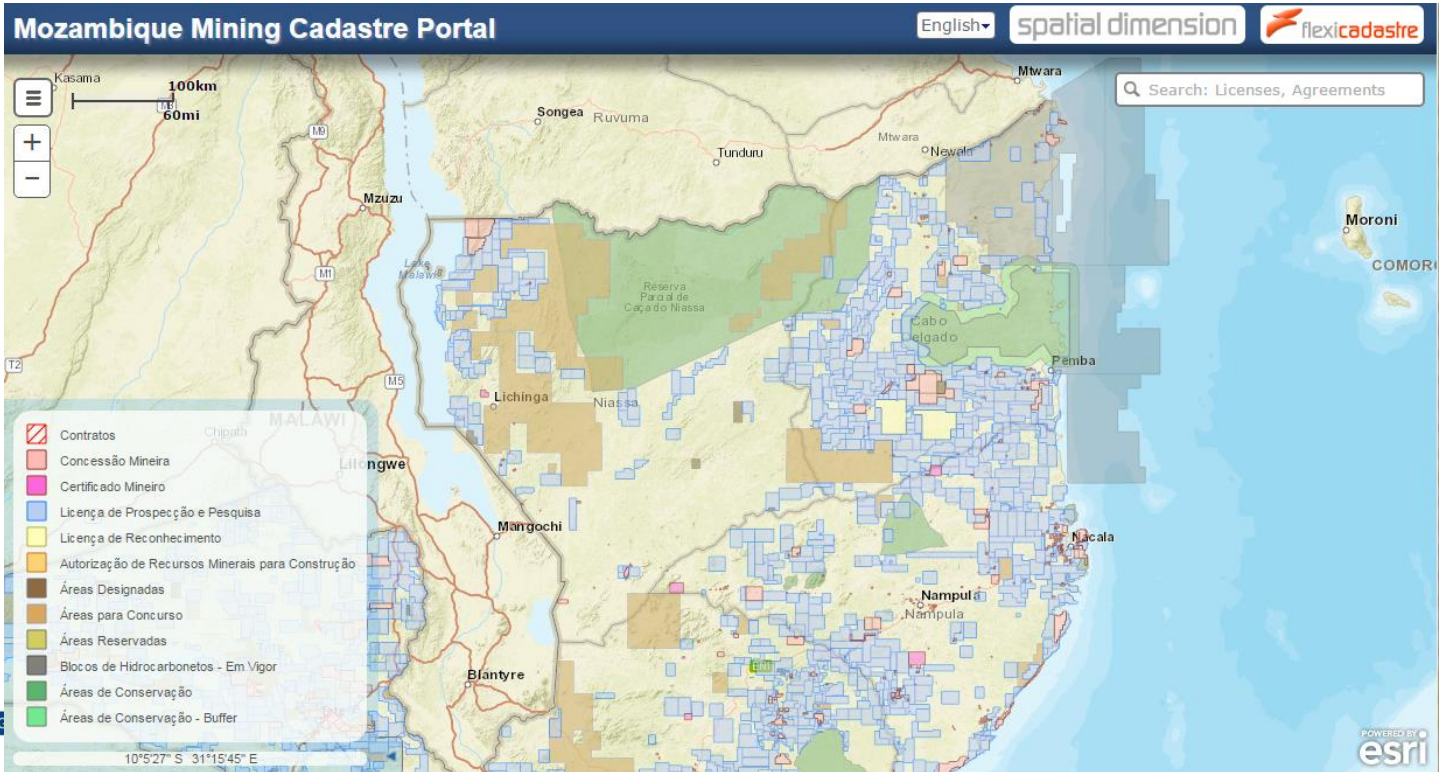 Mozambique Mining Cadastre Portal
English
spatial dimension
flexicadastre
Search: Licenses, Agreements
100km
60mi
+
−
Kasama
M3
M9
Songea
Ruvuma
Mtwara
Mtwara
Newala
Tunduru
Mzuzu
Moroni
Lake
Malawi
M1
Reserva
Parcial de
Caça do Niassa
Cabo
Delgado
Pemba
T2
M5
Lichinga
Niassa
MALAWI
Chipata
Lilongwe
Mangochi
Nacala
Nampula
Nampula
Blantyre
Contratos
Concessão Mineira
Certificado Mineiro
Licença de Prospecção e Pesquisa
Licença de Reconhecimento
Autorização de Recursos Minerais para Construção
Áreas Designadas
Áreas para Concurso
Áreas Reservadas
Blocos de Hidrocarbonetos - Em Vigor
Áreas de Conservação
Áreas de Conservação - Buffer
10°5'27" S 31°15'45" E
POWERED BY
esri